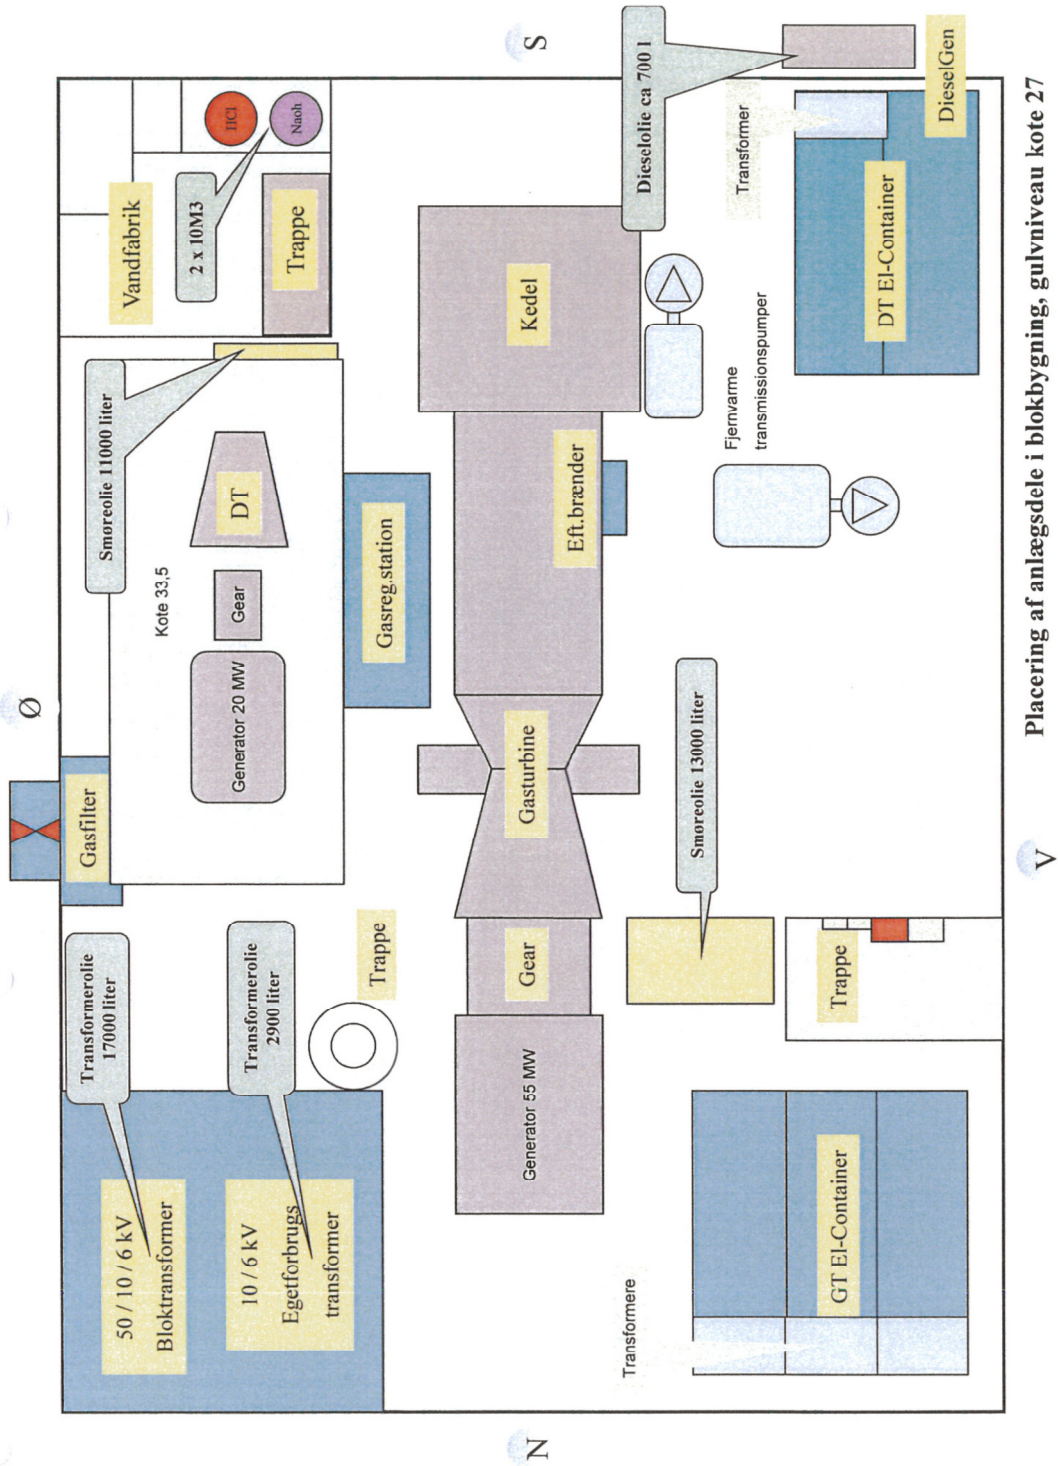 Ø
S
N
V
50 / 10 / 6 kV
Bloktransformer
10 / 6 kV
Egetforbrugs
transformer
Transformerolie
17000 liter
Transformerolie
2900 liter
Trappe
Gasfilter
Kote 33,5
Generator 20 MW
Gear
DT
Smøreolie 11000 liter
Gasreg.station
Vandfabrik
2 x 10M3
HCl
Naoh
Trappe
Generator 55 MW
Gear
Gasturbine
Eft.brænder
Kedel
Smøreolie 13000 liter
Trappe
Transformere
GT El-Container
Fjernvarme
transmissionspumper
Dieselolie ca 700 l
Transformer
DT El-Container
DieselGen
Placering af anlægsdele i blokbygning, gulvniveau kote 27